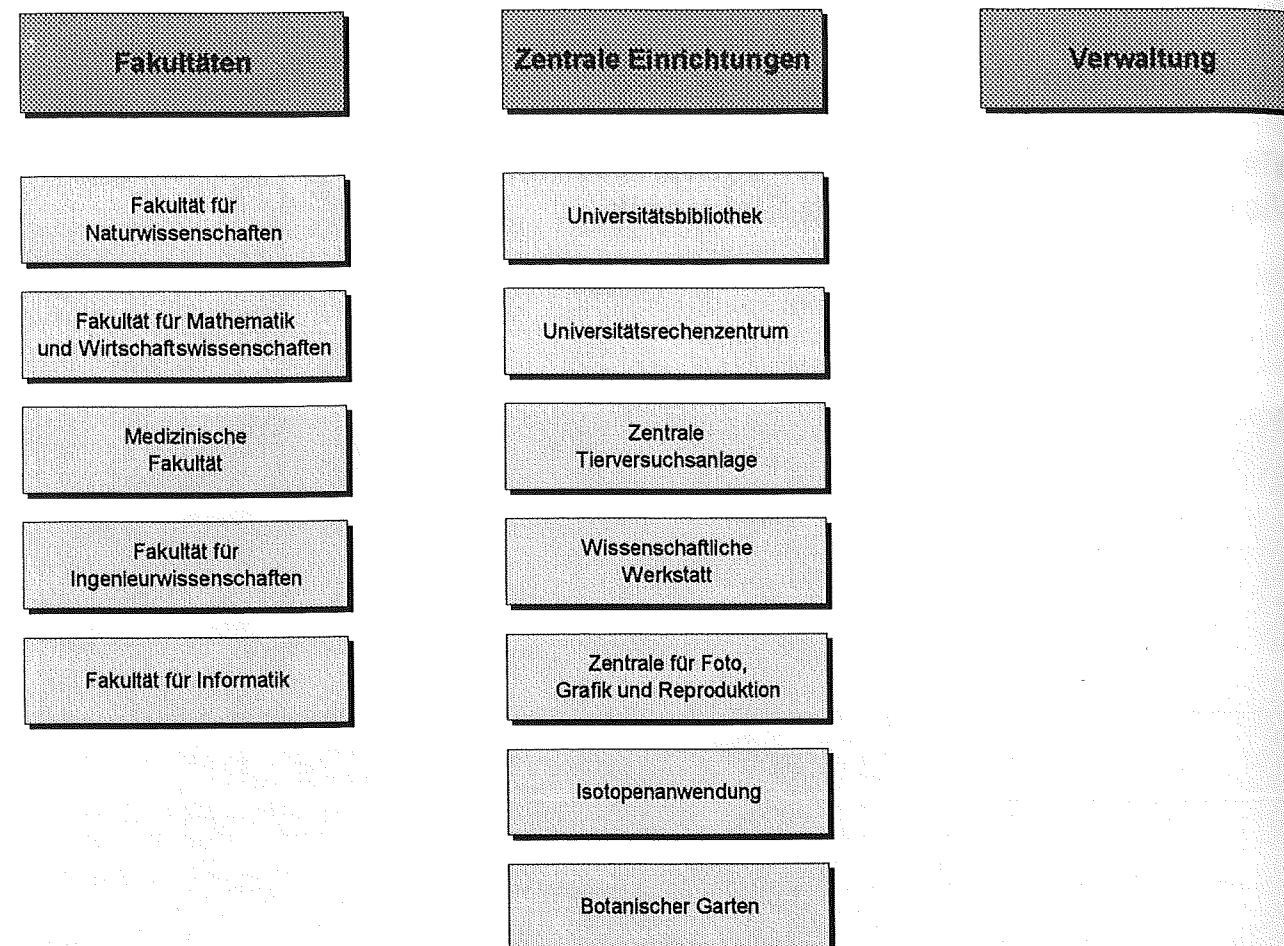 Fakultäten
Fakultät für
Naturwissenschaften
Fakultät für Mathematik
und Wirtschaftswissenschaften
Medizinische
Fakultät
Fakultät für
Ingenieurwissenschaften
Fakultät für Informatik
Zentrale Einrichtungen
Universitätsbibliothek
Universitätsrechenzentrum
Zentrale
Tierversuchsanlage
Wissenschaftliche
Werkstatt
Zentrale für Foto,
Grafik und Reproduktion
Isotopenanwendung
Botanischer Garten
Verwaltung